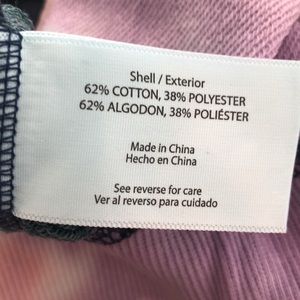 Shell / Exterior
62% COTTON, 38% POLYESTER
62% ALGODON, 38% POLIÉSTER
Made in China
Hecho en China
See reverse for care
Ver al reverso para cuidado